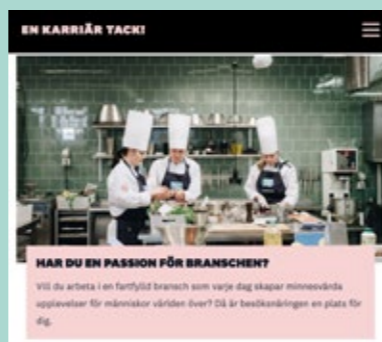 EN KARRIÄR TACK!
HAR DU EN PASSION FÖR BRANSCHEN?
Vill du arbeta i en fartfylld bransch som varje dag skapar minnesvärda
upplevelser för människor världen över? Då är besöksnäringen en plats för
dig.